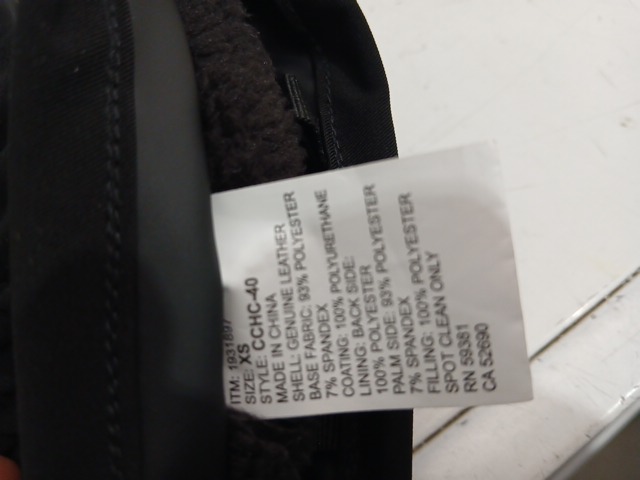 ITM: 1931897
SIZE: XS
STYLE: CCHC-40
MADE IN CHINA
SHELL: GENUINE LEATHER
BASE FABRIC: 93% POLYESTER
7% SPANDEX
COATING: 100% POLYURETHANE
LINING: BACK SIDE:
100% POLYESTER
PALM SIDE: 93% POLYESTER
7% SPANDEX
FILLING: 100% POLYESTER
SPOT CLEAN ONLY
RN 59381
CA 52690